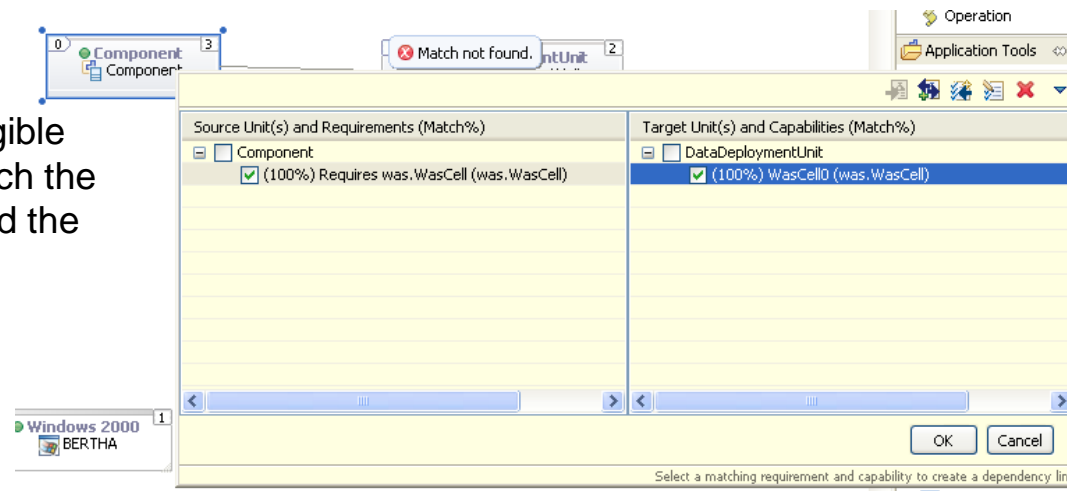 Operation
Application Tools
0
Component
3
Component
Match not found.
ntUnit
2
gible
ch the
d the
Source Unit(s) and Requirements (Match%)
Target Unit(s) and Capabilities (Match%)
Component
DataDeploymentUnit
(100%) Requires was.WasCell (was.WasCell)
(100%) WasCell0 (was.WasCell)
Windows 2000
1
BERTHA
OK
Cancel
Select a matching requirement and capability to create a dependency lin